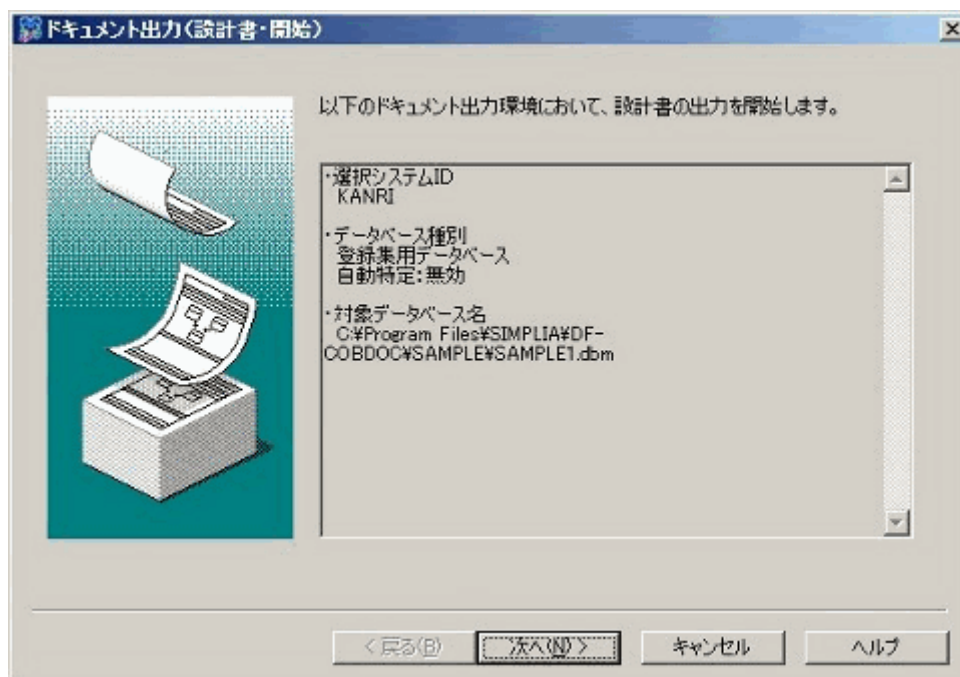 ドキュメント出力(設計書・開始)
以下のドキュメント出力環境において、設計書の出力を開始します。
・選択システムID
KANRI
・データベース種別
登録集用データベース
自動特定:無効
・対象データベース名
C:¥Program Files¥SIMPLIA¥DF-
COBDOC¥SAMPLE¥SAMPLE1.dbm
< 戻る(B)
次へ(N) >
キャンセル
ヘルプ